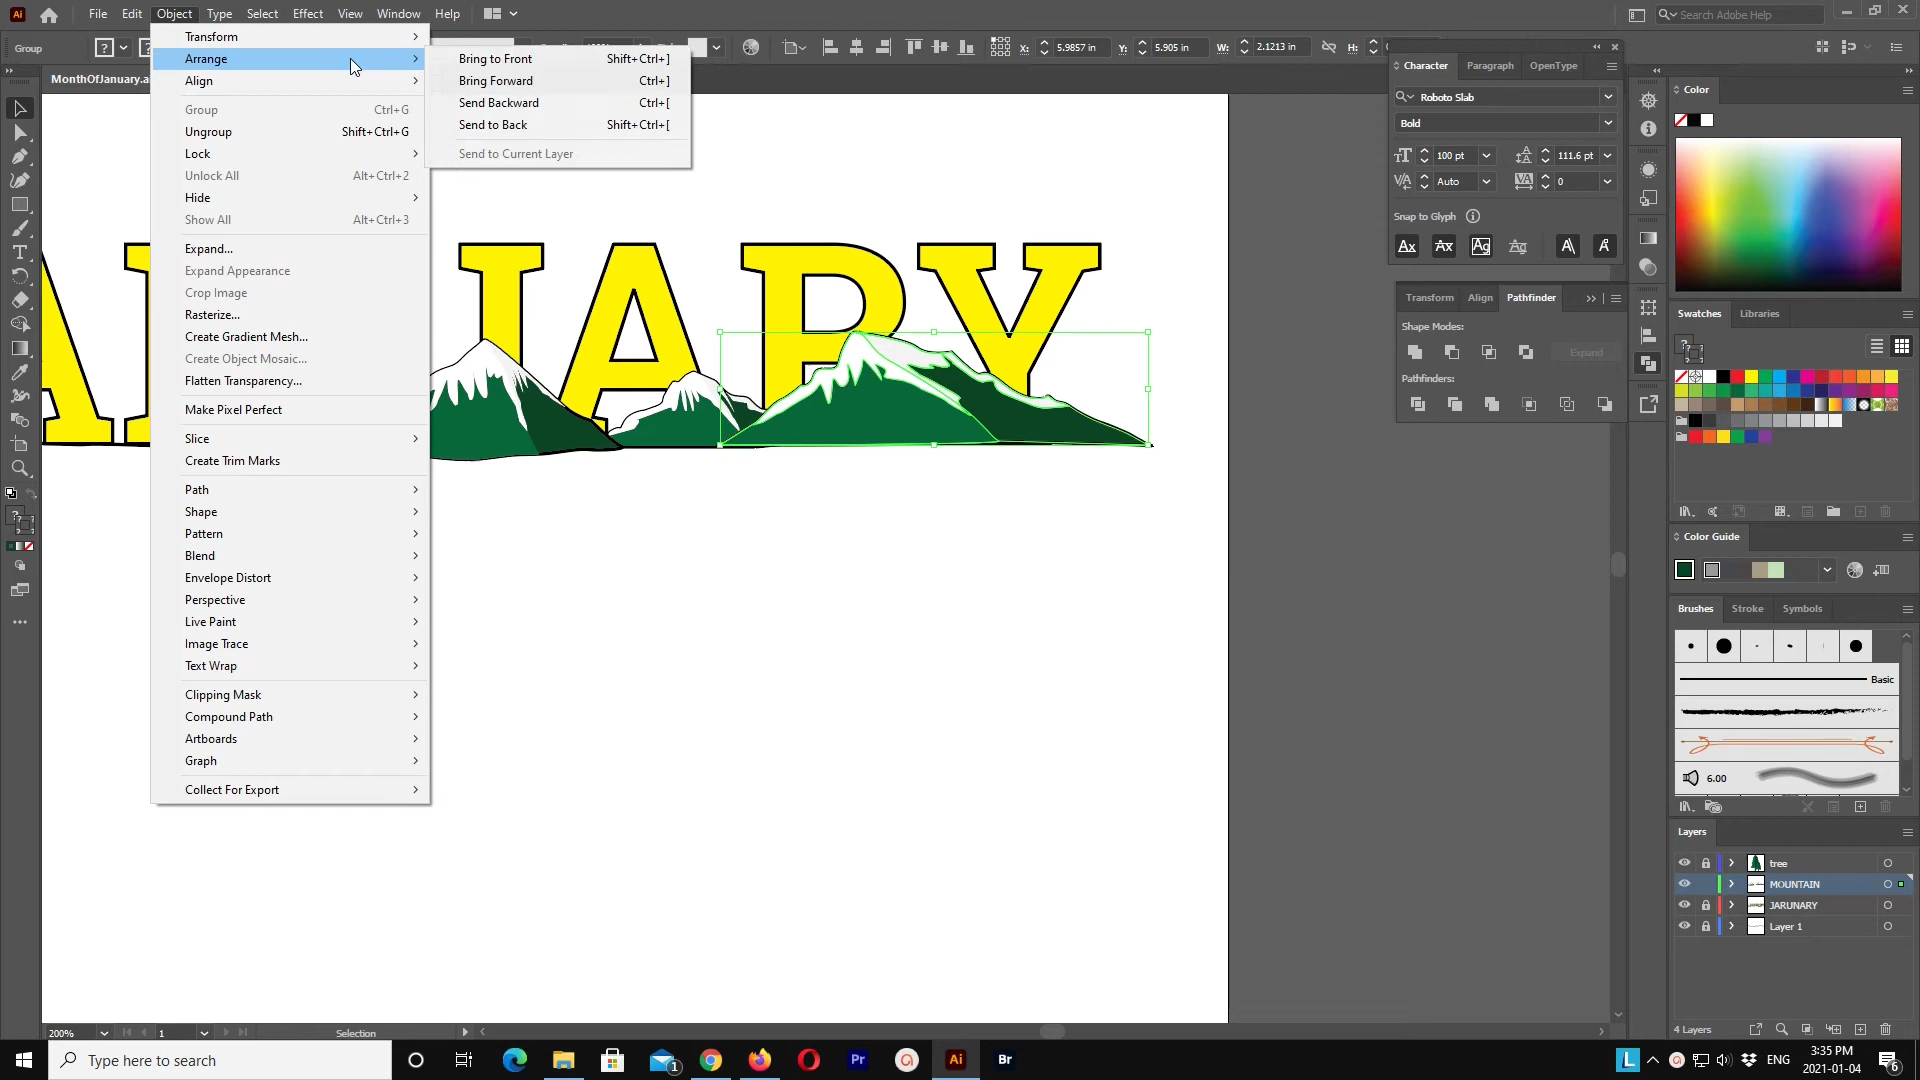 Ai File Edit Object Type Select Effect View Window Help Search Adobe Help
Group X: 5.9857 in Y: 5.905 in W: 2.1213 in H:
MonthOfJanuary.a
Transform
Arrange
Align
Group Ctrl+G
Ungroup Shift+Ctrl+G
Lock
Unlock All Alt+Ctrl+2
Hide
Show All Alt+Ctrl+3
Expand...
Expand Appearance
Crop Image
Rasterize...
Create Gradient Mesh...
Create Object Mosaic...
Flatten Transparency...
Make Pixel Perfect
Slice
Create Trim Marks
Path
Shape
Pattern
Blend
Envelope Distort
Perspective
Live Paint
Image Trace
Text Wrap
Clipping Mask
Compound Path
Artboards
Graph
Collect For Export
Bring to Front Shift+Ctrl+]
Bring Forward Ctrl+]
Send Backward Ctrl+[
Send to Back Shift+Ctrl+[
Send to Current Layer
Character Paragraph OpenType
Roboto Slab
Bold
100 pt 111.6 pt
Auto 0
Snap to Glyph
Transform Align Pathfinder
Shape Modes:
Expand
Pathfinders:
Color
Swatches Libraries
Color Guide
Brushes Stroke Symbols
Basic
6.00
Layers
tree
MOUNTAIN
JARUNARY
Layer 1
4 Layers
200% 1 Selection
Type here to search
1 Pr Ai Br L ENG 3:35 PM
2021-01-04 6